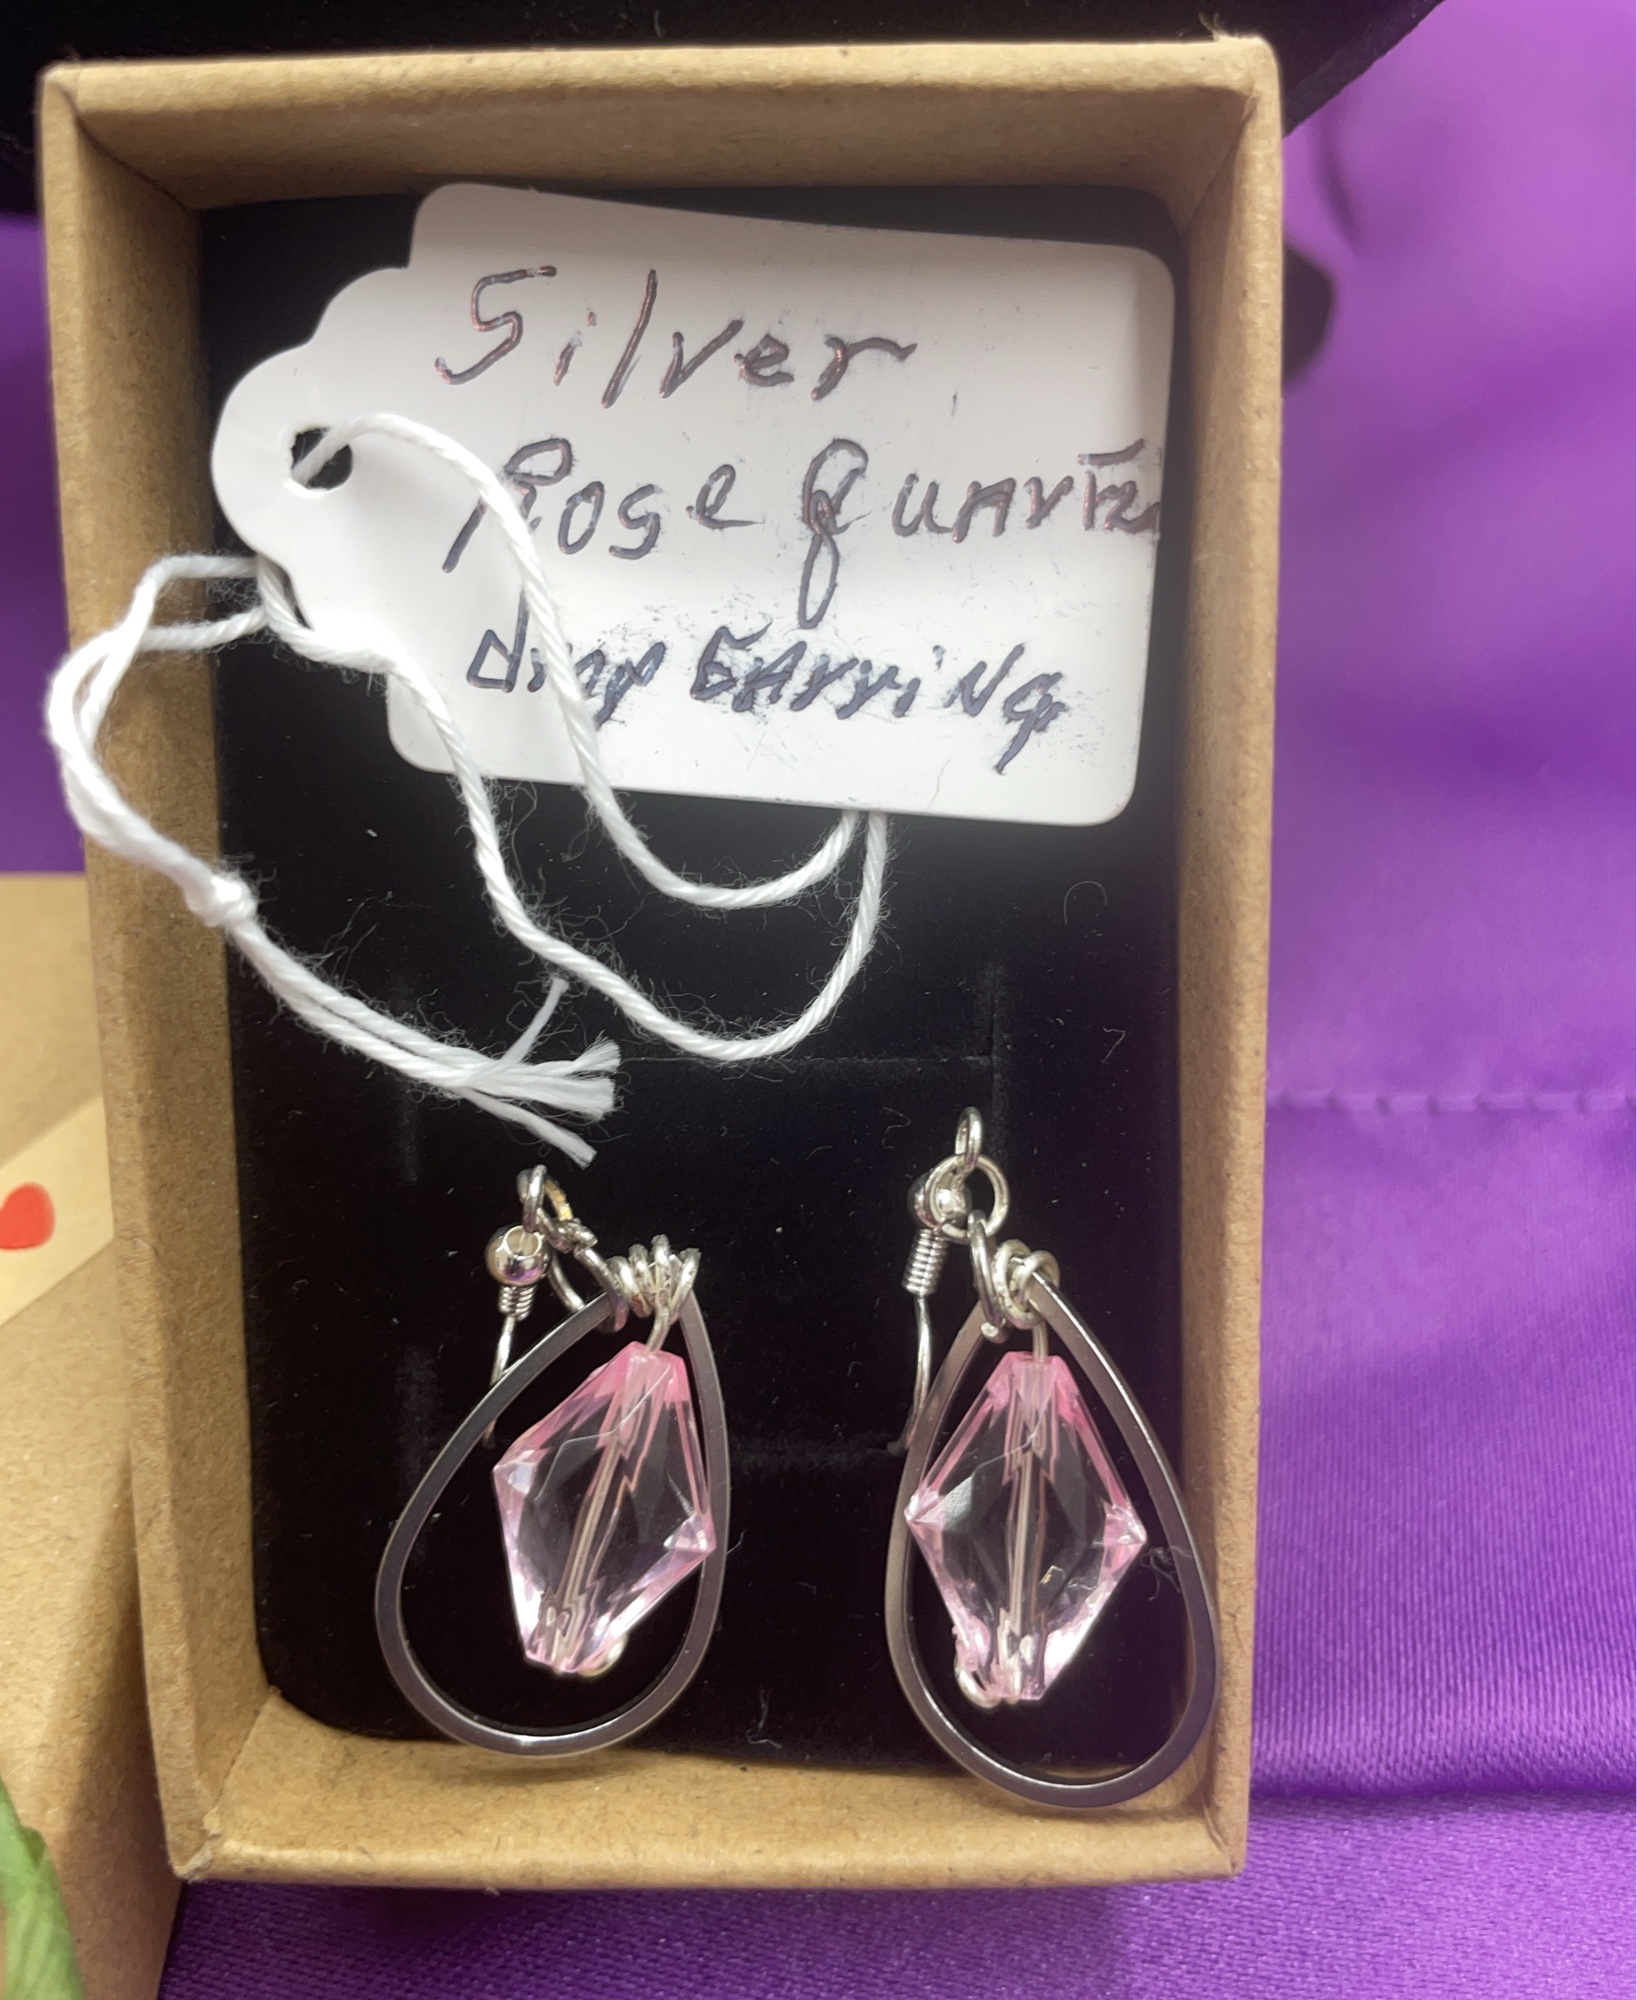 Silver
Rose Quartz
drop EArriNg